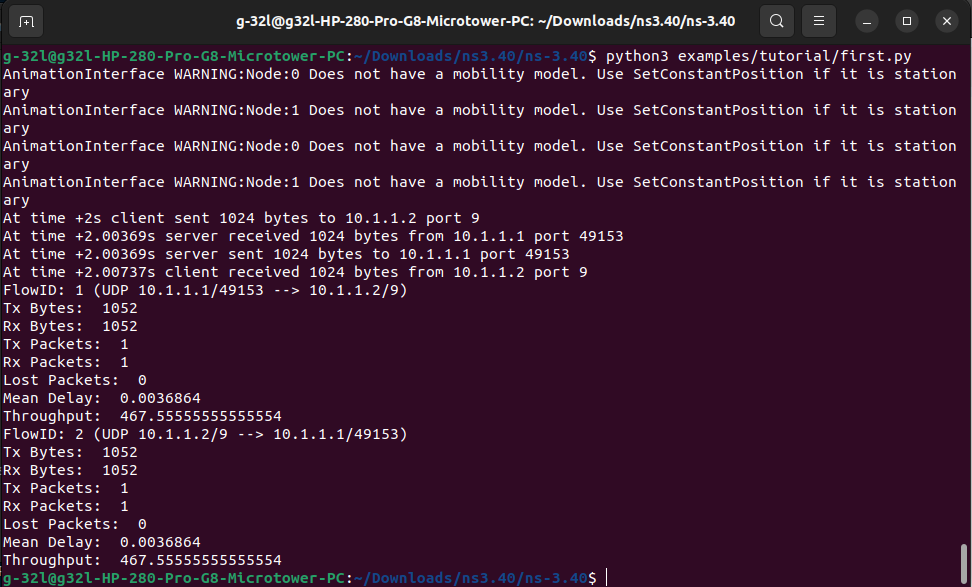 g-32l@g32l-HP-280-Pro-G8-Microtower-PC: ~/Downloads/ns3.40/ns-3.40
g-32l@g32l-HP-280-Pro-G8-Microtower-PC:~/Downloads/ns3.40/ns-3.40$ python3 examples/tutorial/first.py
AnimationInterface WARNING:Node:0 Does not have a mobility model. Use SetConstantPosition if it is station
ary
AnimationInterface WARNING:Node:1 Does not have a mobility model. Use SetConstantPosition if it is station
ary
AnimationInterface WARNING:Node:0 Does not have a mobility model. Use SetConstantPosition if it is station
ary
AnimationInterface WARNING:Node:1 Does not have a mobility model. Use SetConstantPosition if it is station
ary
At time +2s client sent 1024 bytes to 10.1.1.2 port 9
At time +2.00369s server received 1024 bytes from 10.1.1.1 port 49153
At time +2.00369s server sent 1024 bytes to 10.1.1.1 port 49153
At time +2.00737s client received 1024 bytes from 10.1.1.2 port 9
FlowID: 1 (UDP 10.1.1.1/49153 --> 10.1.1.2/9)
Tx Bytes:  1052
Rx Bytes:  1052
Tx Packets:  1
Rx Packets:  1
Lost Packets:  0
Mean Delay:  0.0036864
Throughput:  467.55555555555554
FlowID: 2 (UDP 10.1.1.2/9 --> 10.1.1.1/49153)
Tx Bytes:  1052
Rx Bytes:  1052
Tx Packets:  1
Rx Packets:  1
Lost Packets:  0
Mean Delay:  0.0036864
Throughput:  467.55555555555554
g-32l@g32l-HP-280-Pro-G8-Microtower-PC:~/Downloads/ns3.40/ns-3.40$